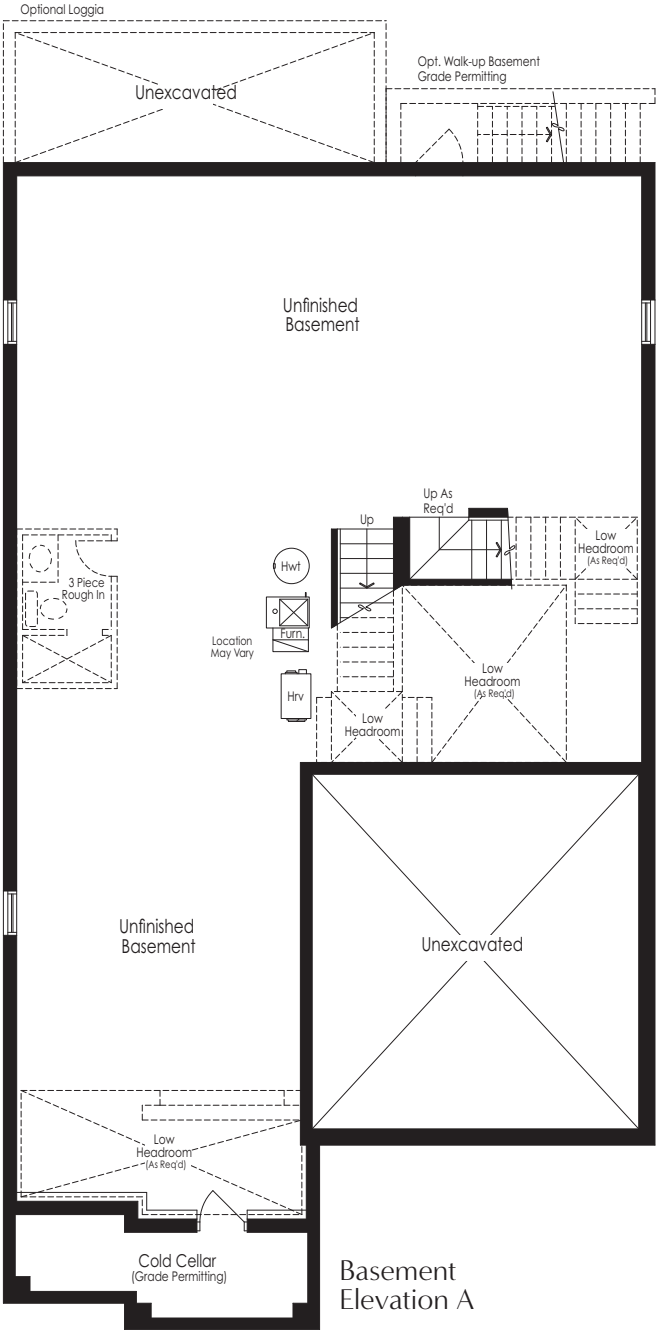 Optional Loggia
Opt. Walk-up Basement
Grade Permitting
Unexcavated
Unfinished
Basement
Up As
Req'd
Up
Low
Headroom
(As Req'd)
Hwt
3 Piece
Rough In
Furn.
Location
May Vary
Low
Headroom
(As Req'd)
Hrv
Low
Headroom
Unfinished
Basement
Unexcavated
Low
Headroom
(As Req'd)
Cold Cellar
(Grade Permitting)
Basement
Elevation A